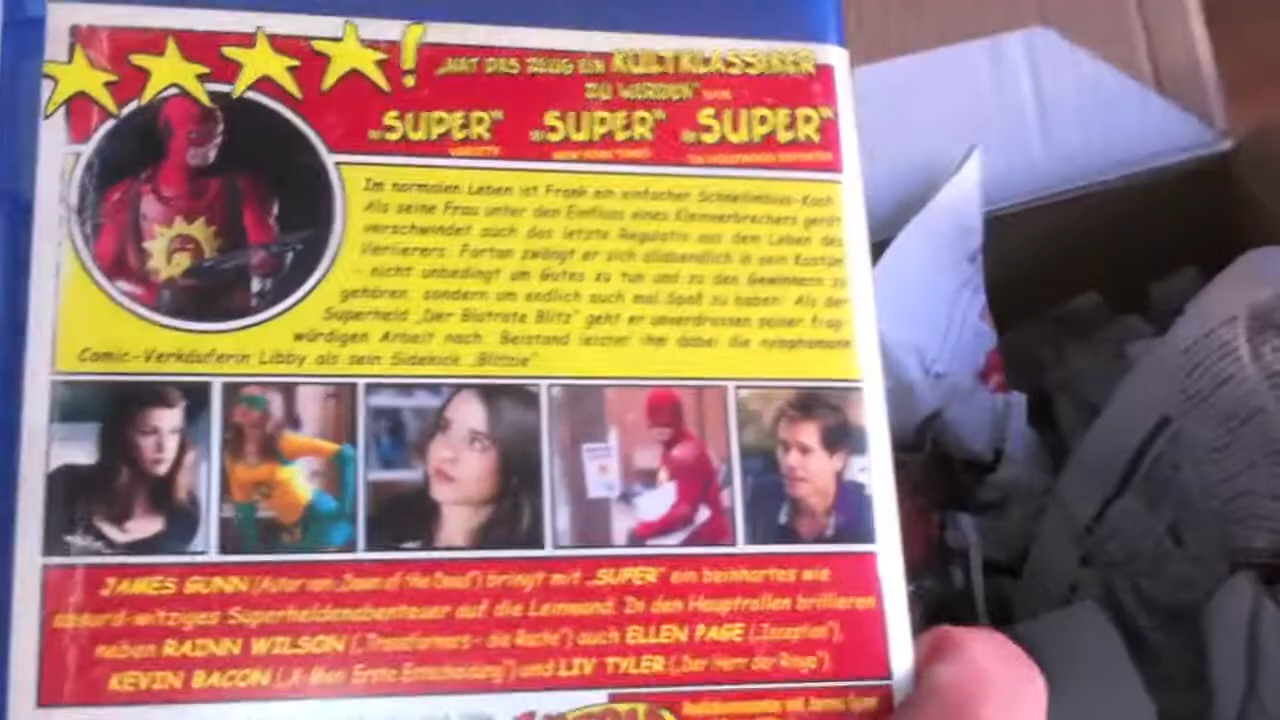 „HAT DAS ZEUG EIN KULTKLASSIKER
ZU WERDEN"
„SUPER" „SUPER" „SUPER"
VARIETY NEW YORK TIMES
Im normalen Leben ist Frank ein einfacher Schnellimbiss-Koch.
Als seine Frau unter den Einfluss eines Kleinverbrechers gerät
verschwindet auch das letzte Regulativ aus dem Leben des
Verlierers. Fortan zwängt er sich allabendlich in sein Kostüm
- nicht unbedingt um Gutes zu tun und zu den Gewinnern zu
gehören, sondern um endlich auch mal Spaß zu haben. Als der
Superheld „Der Blutrote Blitz" geht er unverdrossen seiner frag-
würdigen Arbeit nach. Beistand leistet ihm dabei die nymphomane
Comic-Verkäuferin Libby als sein Sidekick „Blitzie"
JAMES GUNN (Autor von „Dawn of the Dead") bringt mit „SUPER" ein beinhartes wie
absurd-witziges Superheldenabenteuer auf die Leinwand. In den Hauptrollen brillieren
neben RAINN WILSON („Transformers - die Rache") auch ELLEN PAGE („Inception"),
KEVIN BACON („X-Men Erste Entscheidung") und LIV TYLER („Der Herr der Ringe")